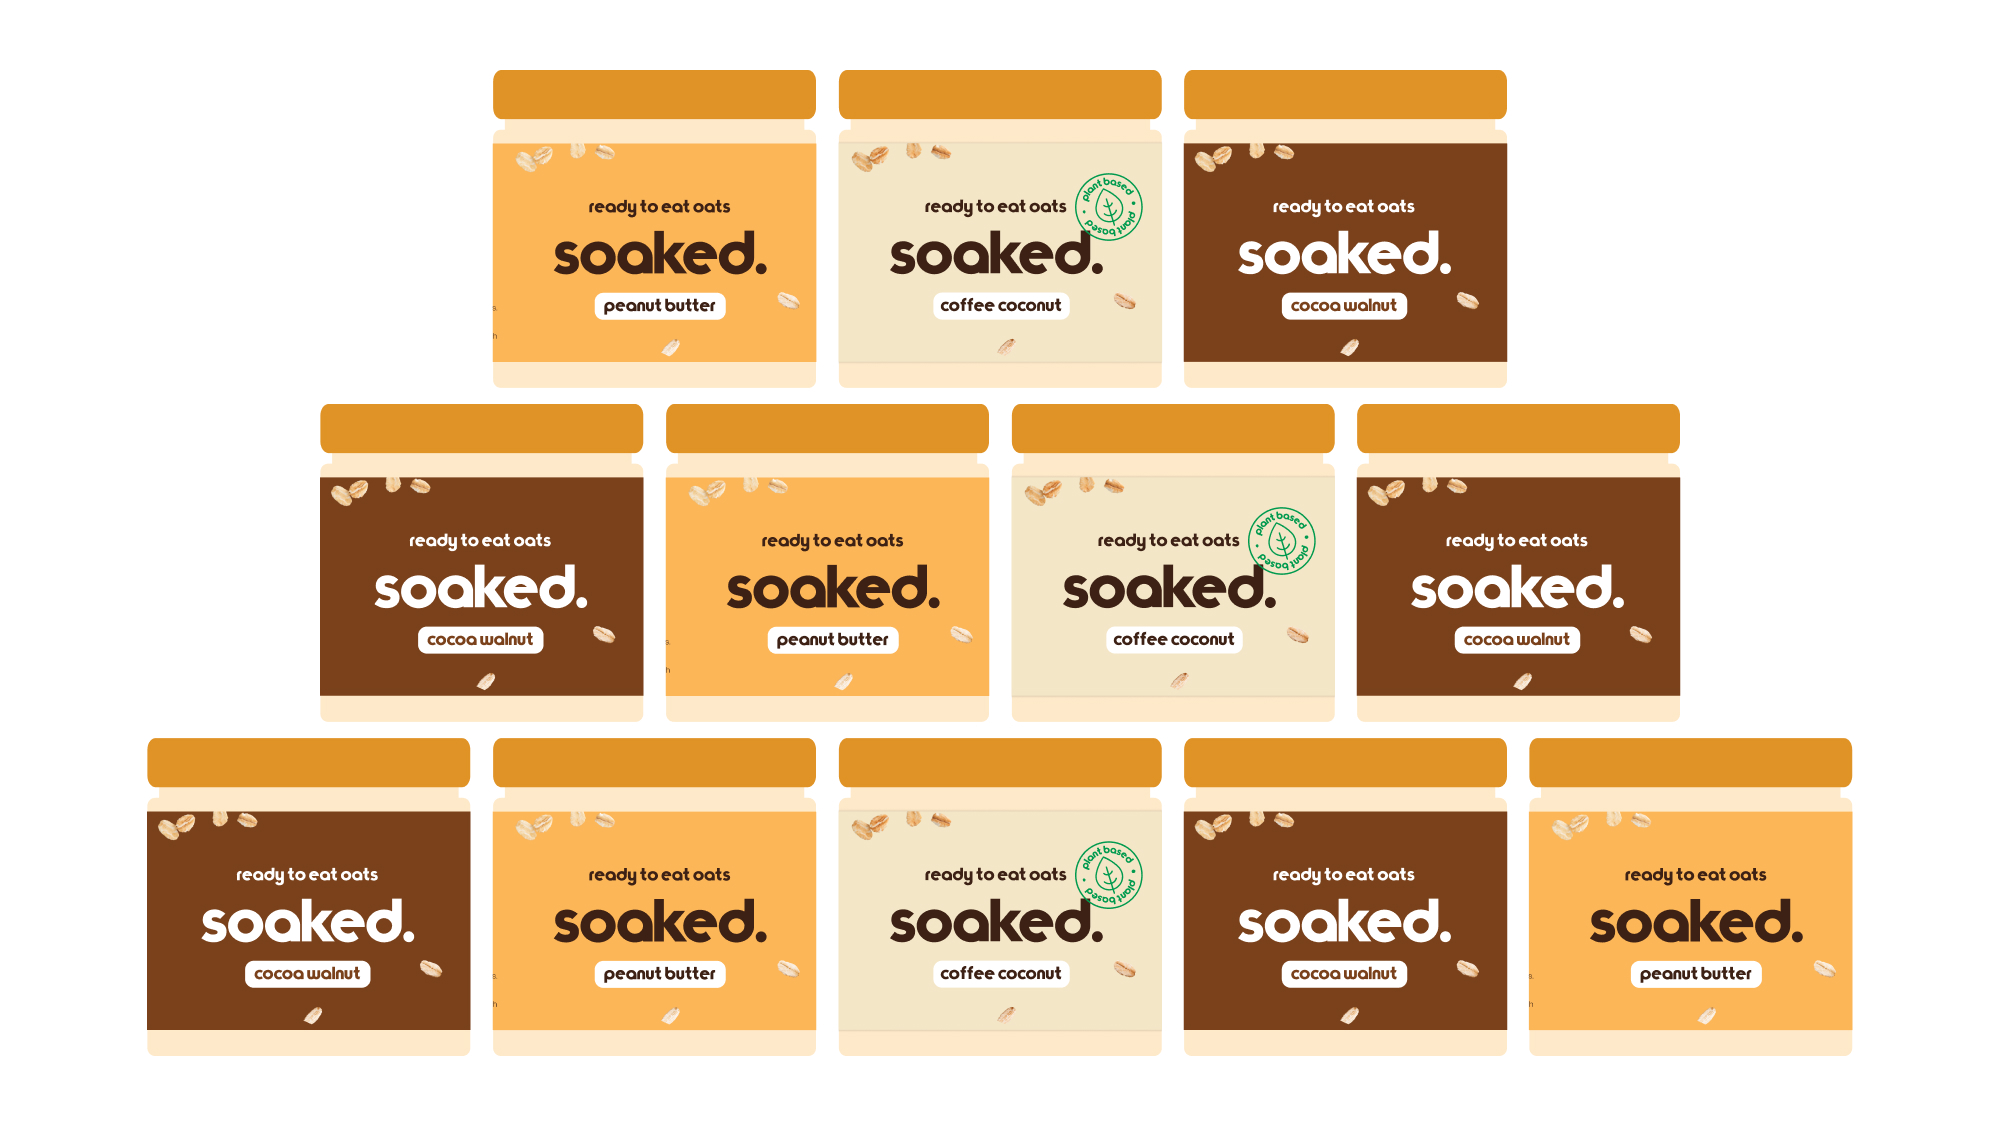 ready to eat oats
soaked.
peanut butter
s.
h
ready to eat oats
plant based • plant based •
soaked.
coffee coconut
ready to eat oats
soaked.
cocoa walnut
ready to eat oats
soaked.
cocoa walnut
ready to eat oats
soaked.
peanut butter
s.
h
ready to eat oats
plant based • plant based •
soaked.
coffee coconut
ready to eat oats
soaked.
cocoa walnut
ready to eat oats
soaked.
cocoa walnut
ready to eat oats
soaked.
peanut butter
s.
h
ready to eat oats
plant based • plant based •
soaked.
coffee coconut
ready to eat oats
soaked.
cocoa walnut
ready to eat oats
soaked.
peanut butter
s.
h